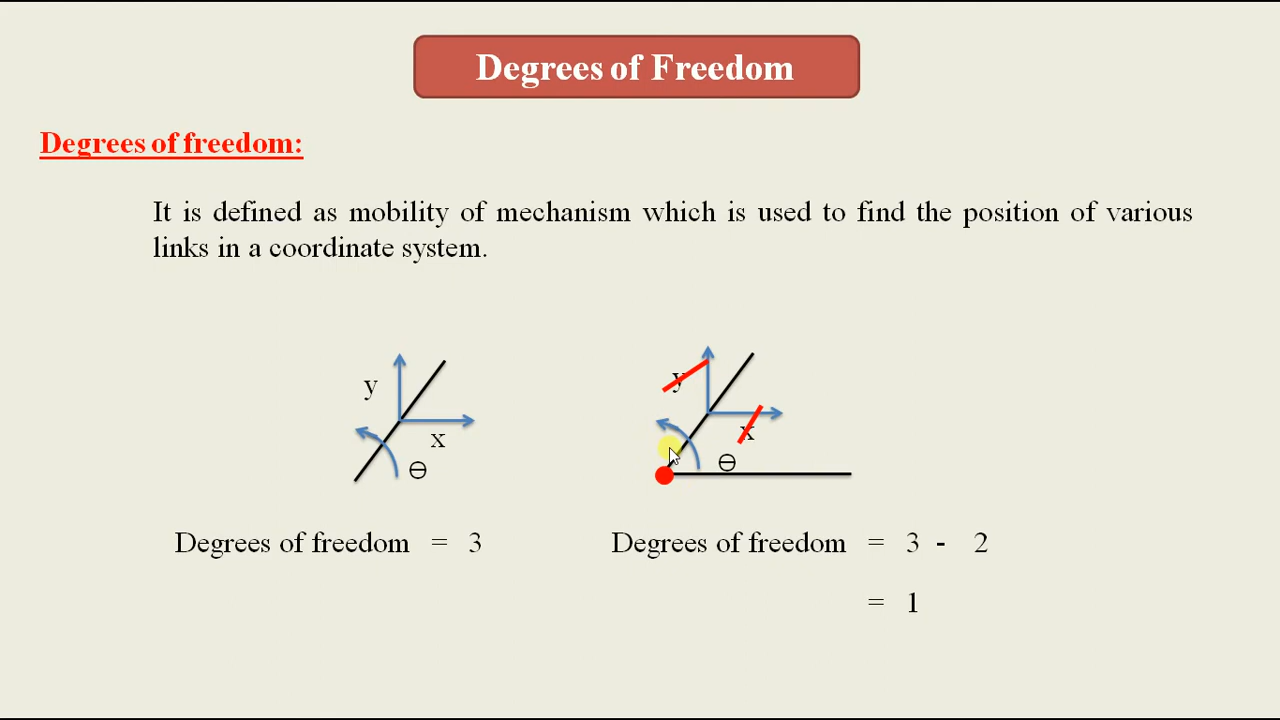 Degrees of Freedom
Degrees of freedom:
It is defined as mobility of mechanism which is used to find the position of various
links in a coordinate system.
y
x
Ɵ
y
x
Ɵ
Degrees of freedom = 3
Degrees of freedom = 3 - 2
= 1